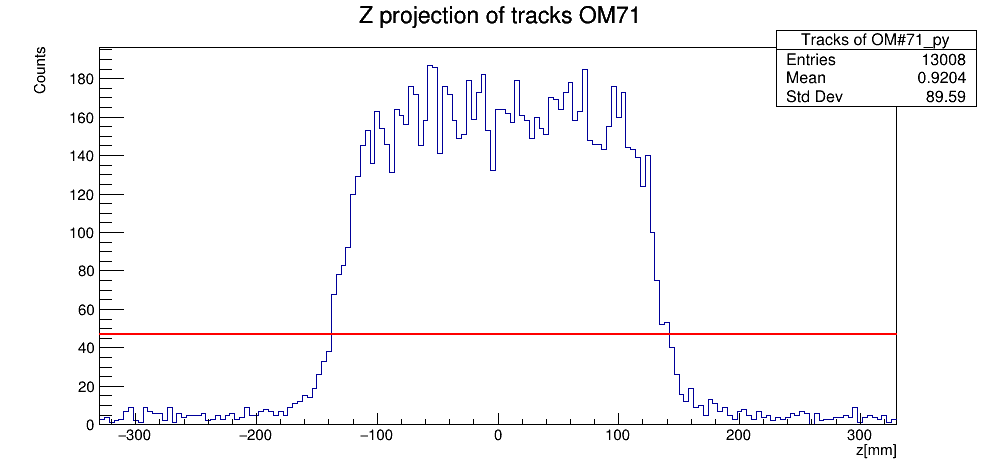 Z projection of tracks OM71
Counts
Tracks of OM#71_py
Entries 13008
Mean 0.9204
Std Dev 89.59
180
160
140
120
100
80
60
40
20
0
−300 −200 −100 0 100 200 300
z[mm]